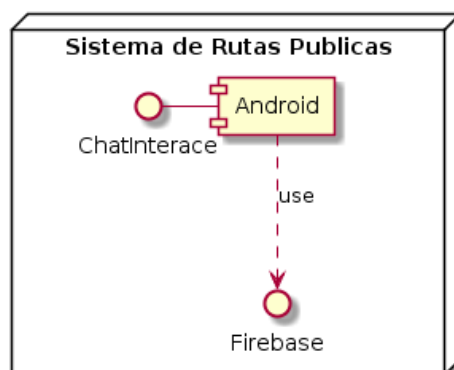 Sistema de Rutas Publicas
Android
ChatInterace
use
Firebase